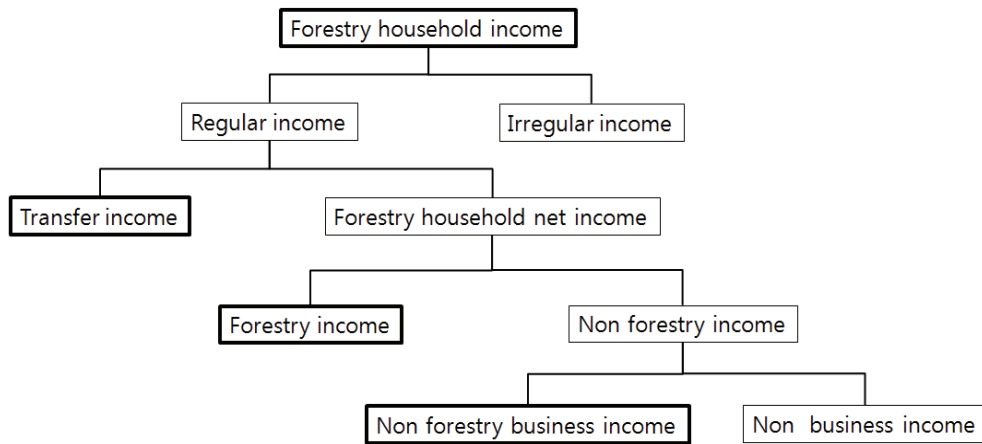 Forestry household income
Regular income
Irregular income
Transfer income
Forestry household net income
Forestry income
Non forestry income
Non forestry business income
Non business income